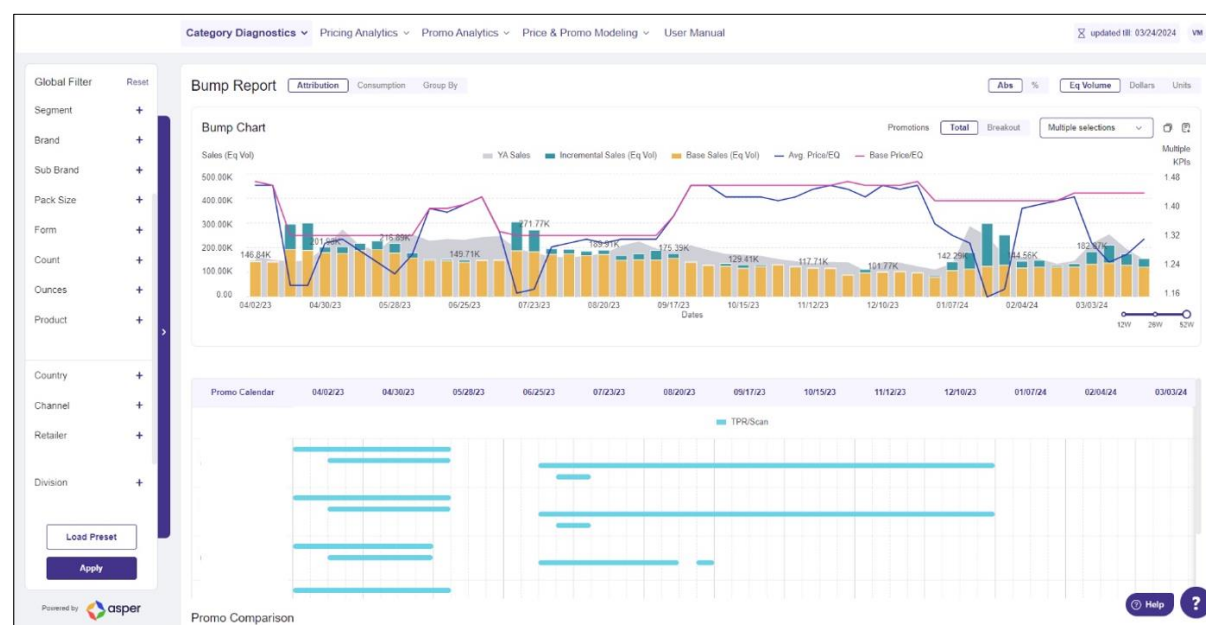 Category Diagnostics Pricing Analytics Promo Analytics Price & Promo Modeling User Manual updated till: 03/24/2024 VM
Global Filter Reset
Segment +
Brand +
Sub Brand +
Pack Size +
Form +
Count +
Ounces +
Product +
Country +
Channel +
Retailer +
Division +
Load Preset
Apply
Powered by asper
Bump Report Attribution Consumption Group By Abs % Eq Volume Dollars Units
Bump Chart Promotions Total Breakout Multiple selections
Sales (Eq Vol) YA Sales Incremental Sales (Eq Vol) Base Sales (Eq Vol) Avg. Price/EQ Base Price/EQ Multiple KPIs
500.00K 1.48
400.00K 1.40
300.00K 1.32
200.00K 1.24
100.00K 1.16
0.00
146.84K 216.89K 149.71K 271.77K 189.91K 175.39K 129.41K 117.71K 101.77K
04/02/23 04/30/23 05/28/23 06/25/23 07/23/23 08/20/23 09/17/23 10/15/23 11/12/23 12/10/23 01/07/24 02/04/24 03/03/24
Dates
12W 26W 52W
Promo Calendar 04/02/23 04/30/23 05/28/23 06/25/23 07/23/23 08/20/23 09/17/23 10/15/23 11/12/23 12/10/23 01/07/24 02/04/24 03/03/24
TPR/Scan
Promo Comparison
Help ?